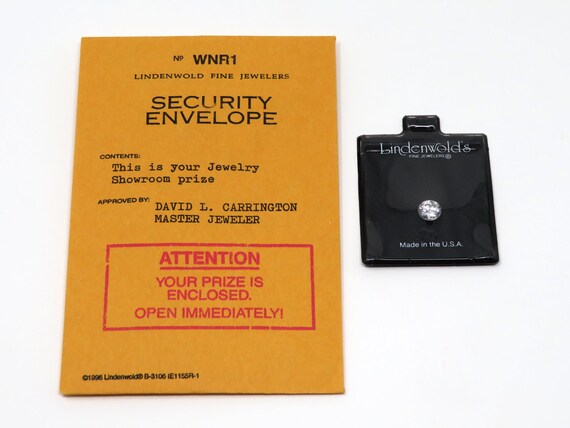 Nº WNR1
LINDENWOLD FINE JEWELERS
SECURITY
ENVELOPE
CONTENTS:
This is your Jewelry
Showroom prize
APPROVED BY:
DAVID L. CARRINGTON
MASTER JEWELER
ATTENTION
YOUR PRIZE IS
ENCLOSED.
OPEN IMMEDIATELY!
©1996 Lindenwold® B-3106 IE1155R-1
Lindenwold's
FINE JEWELERS®
Made in the U.S.A.